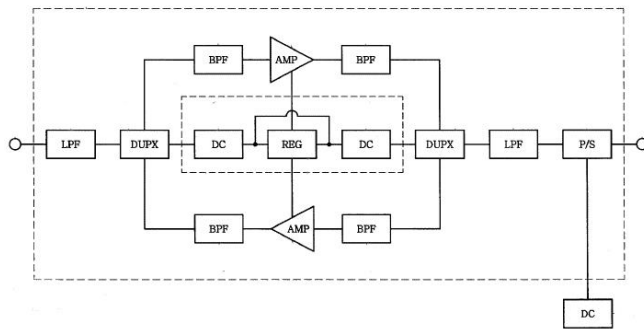 BPF AMP BPF
LPF DUPX DC REG DC DUPX LPF P/S
BPF AMP BPF
DC